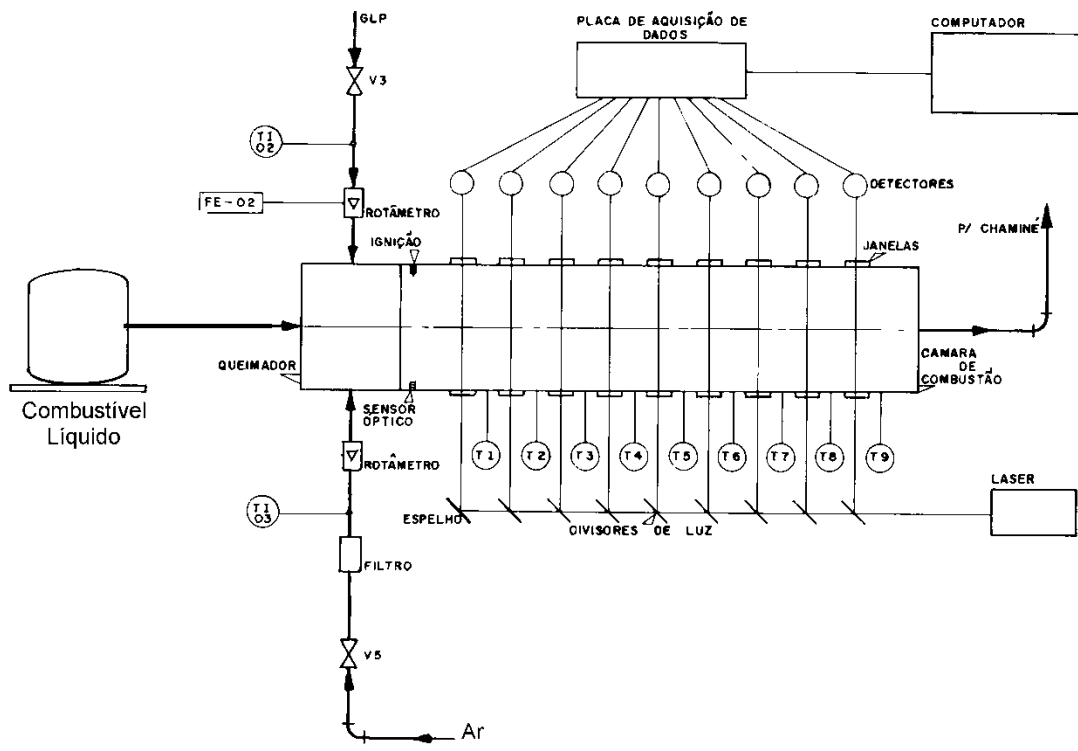 GLP
PLACA DE AQUISIÇÃO DE
DADOS
COMPUTADOR
V3
TI
02
DETECTORES
FE-02
ROTÂMETRO
IGNIÇÃO
P/ CHAMINÉ
JANELAS
QUEIMADOR
CAMARA
DE
COMBUSTÃO
Combustível
Líquido
SENSOR
OPTICO
ROTÂMETRO
T1
T2
T3
T4
T5
T6
T7
T8
T9
LASER
TI
03
ESPELHO
DIVISORES DE LUZ
FILTRO
V5
Ar